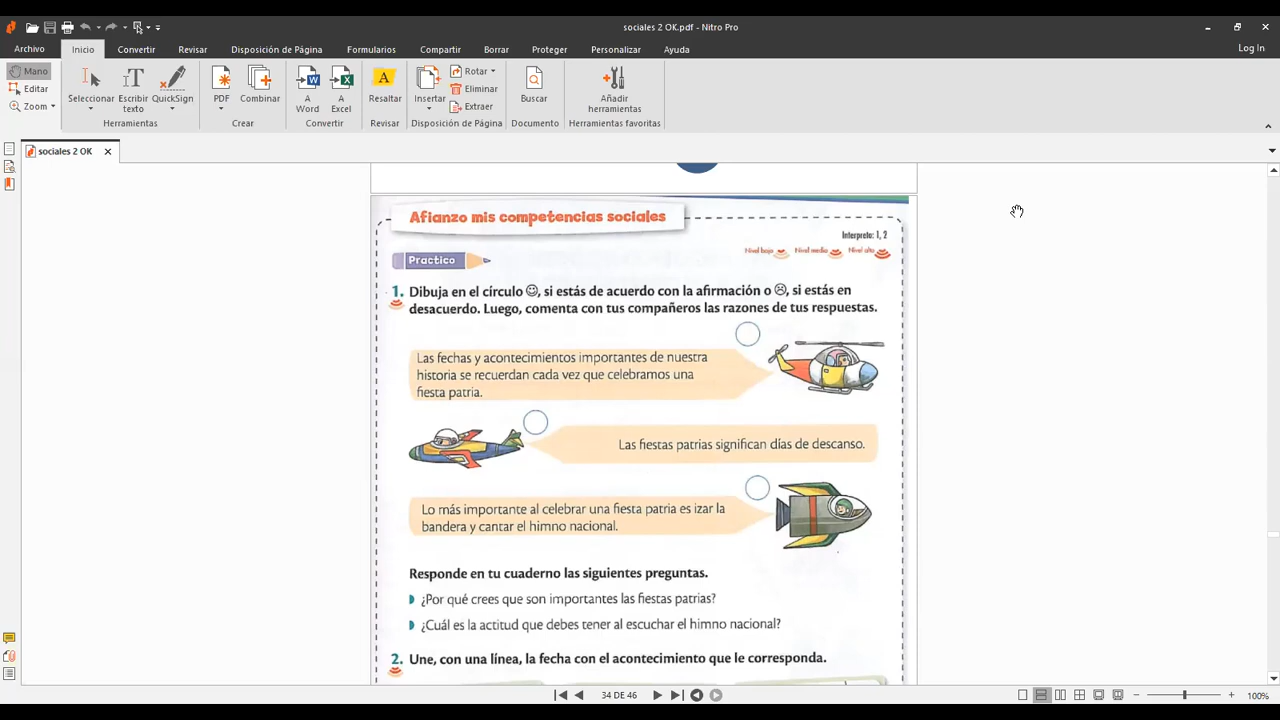 sociales 2 OK.pdf - Nitro Pro
Archivo Inicio Convertir Revisar Disposición de Página Formularios Compartir Borrar Proteger Personalizar Ayuda Log In
Mano
Editar
Zoom
Seleccionar
Escribir texto
QuickSign
Herramientas
PDF
Combinar
Crear
A Word
A Excel
Convertir
Resaltar
Revisar
Insertar
Rotar
Eliminar
Extraer
Disposición de Página
Buscar
Documento
Añadir herramientas
Herramientas favoritas
sociales 2 OK
Afianzo mis competencias sociales
Interpreto: 1, 2
Nivel bajo Nivel medio Nivel alto
Practico
1. Dibuja en el círculo ☺, si estás de acuerdo con la afirmación o ☹, si estás en
desacuerdo. Luego, comenta con tus compañeros las razones de tus respuestas.
Las fechas y acontecimientos importantes de nuestra
historia se recuerdan cada vez que celebramos una
fiesta patria.
Las fiestas patrias significan días de descanso.
Lo más importante al celebrar una fiesta patria es izar la
bandera y cantar el himno nacional.
Responde en tu cuaderno las siguientes preguntas.
¿Por qué crees que son importantes las fiestas patrias?
¿Cuál es la actitud que debes tener al escuchar el himno nacional?
2. Une, con una línea, la fecha con el acontecimiento que le corresponda.
34 DE 46
100%